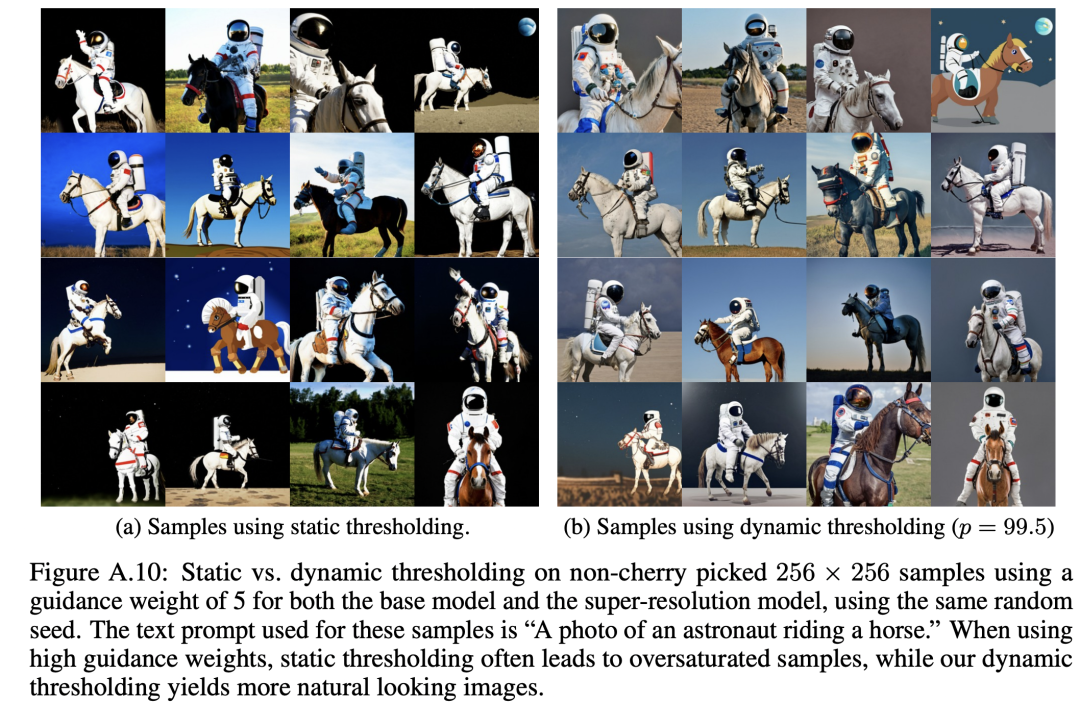 (a) Samples using static thresholding.
(b) Samples using dynamic thresholding (p = 99.5)
Figure A.10: Static vs. dynamic thresholding on non-cherry picked 256 × 256 samples using a
guidance weight of 5 for both the base model and the super-resolution model, using the same random
seed. The text prompt used for these samples is “A photo of an astronaut riding a horse.” When using
high guidance weights, static thresholding often leads to oversaturated samples, while our dynamic
thresholding yields more natural looking images.